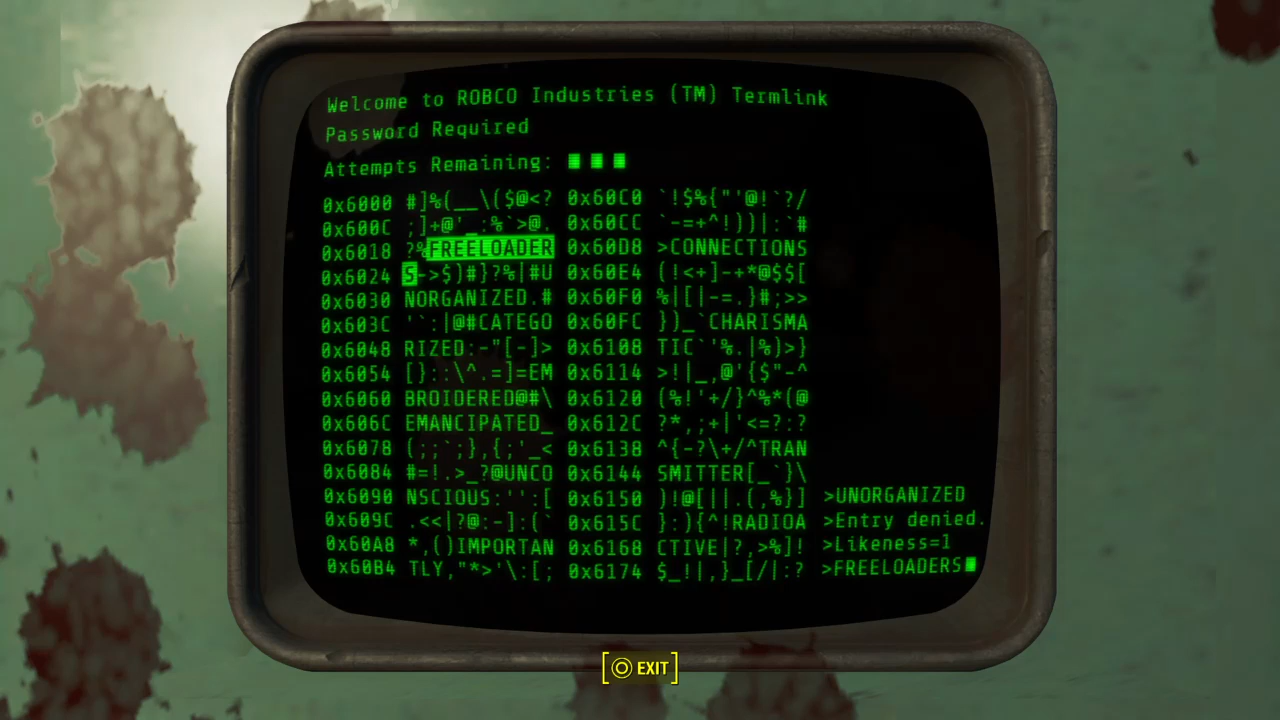 Welcome to ROBCO Industries (TM) Termlink
Password Required
Attempts Remaining: ■ ■ ■
0x6000 #]%(__\($@<? 0x60C0 `!$%{"'@!`?/
0x600C ;]+@'_:%`>@. 0x60CC `-=+^!))|:`#
0x6018 ?%FREELOADER 0x60D8 >CONNECTIONS
0x6024 S->$)#}?%|#U 0x60E4 (!<+]-+*@$$[
0x6030 NORGANIZED.# 0x60F0 %|[|-=.}#;>>
0x603C '`:|@#CATEGO 0x60FC })_`CHARISMA
0x6048 RIZED:-"[-]> 0x6108 TIC`'%.|%)>}
0x6054 [}::\^.=]=EM 0x6114 >!|_,@'{$"-^
0x6060 BROIDERED@#\ 0x6120 (%!'+/}^%*(@
0x606C EMANCIPATED_ 0x612C ?*,;+|'<=?:?
0x6078 (;;`;},{;'_< 0x6138 ^{-?\+/^TRAN
0x6084 #=!.>_?@UNCO 0x6144 SMITTER[_`}\
0x6090 NSCIOUS:'':[ 0x6150 )!@[||.(,%}] >UNORGANIZED
0x609C .<<|?@:-]:(` 0x615C }:){^!RADIOA >Entry denied.
0x60A8 *,()IMPORTAN 0x6168 CTIVE|?,>%]! >Likeness=1
0x60B4 TLY,"*>'\:[; 0x6174 $_!|,}_[/|:? >FREELOADERS■
EXIT